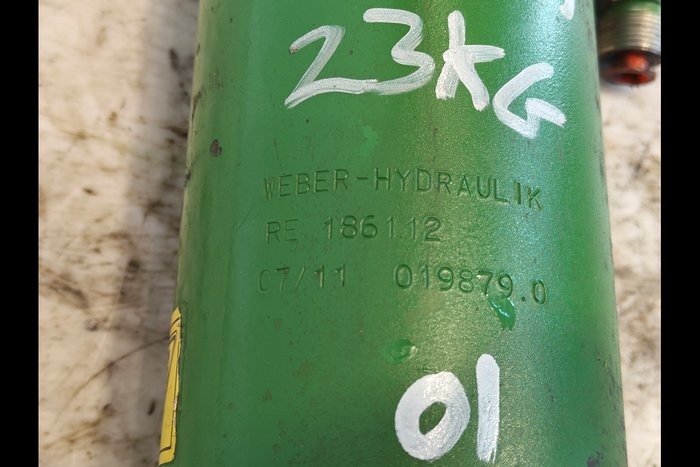 23KG
WEBER-HYDRAULIK
RE 1861.12
07/11 019879.0
01